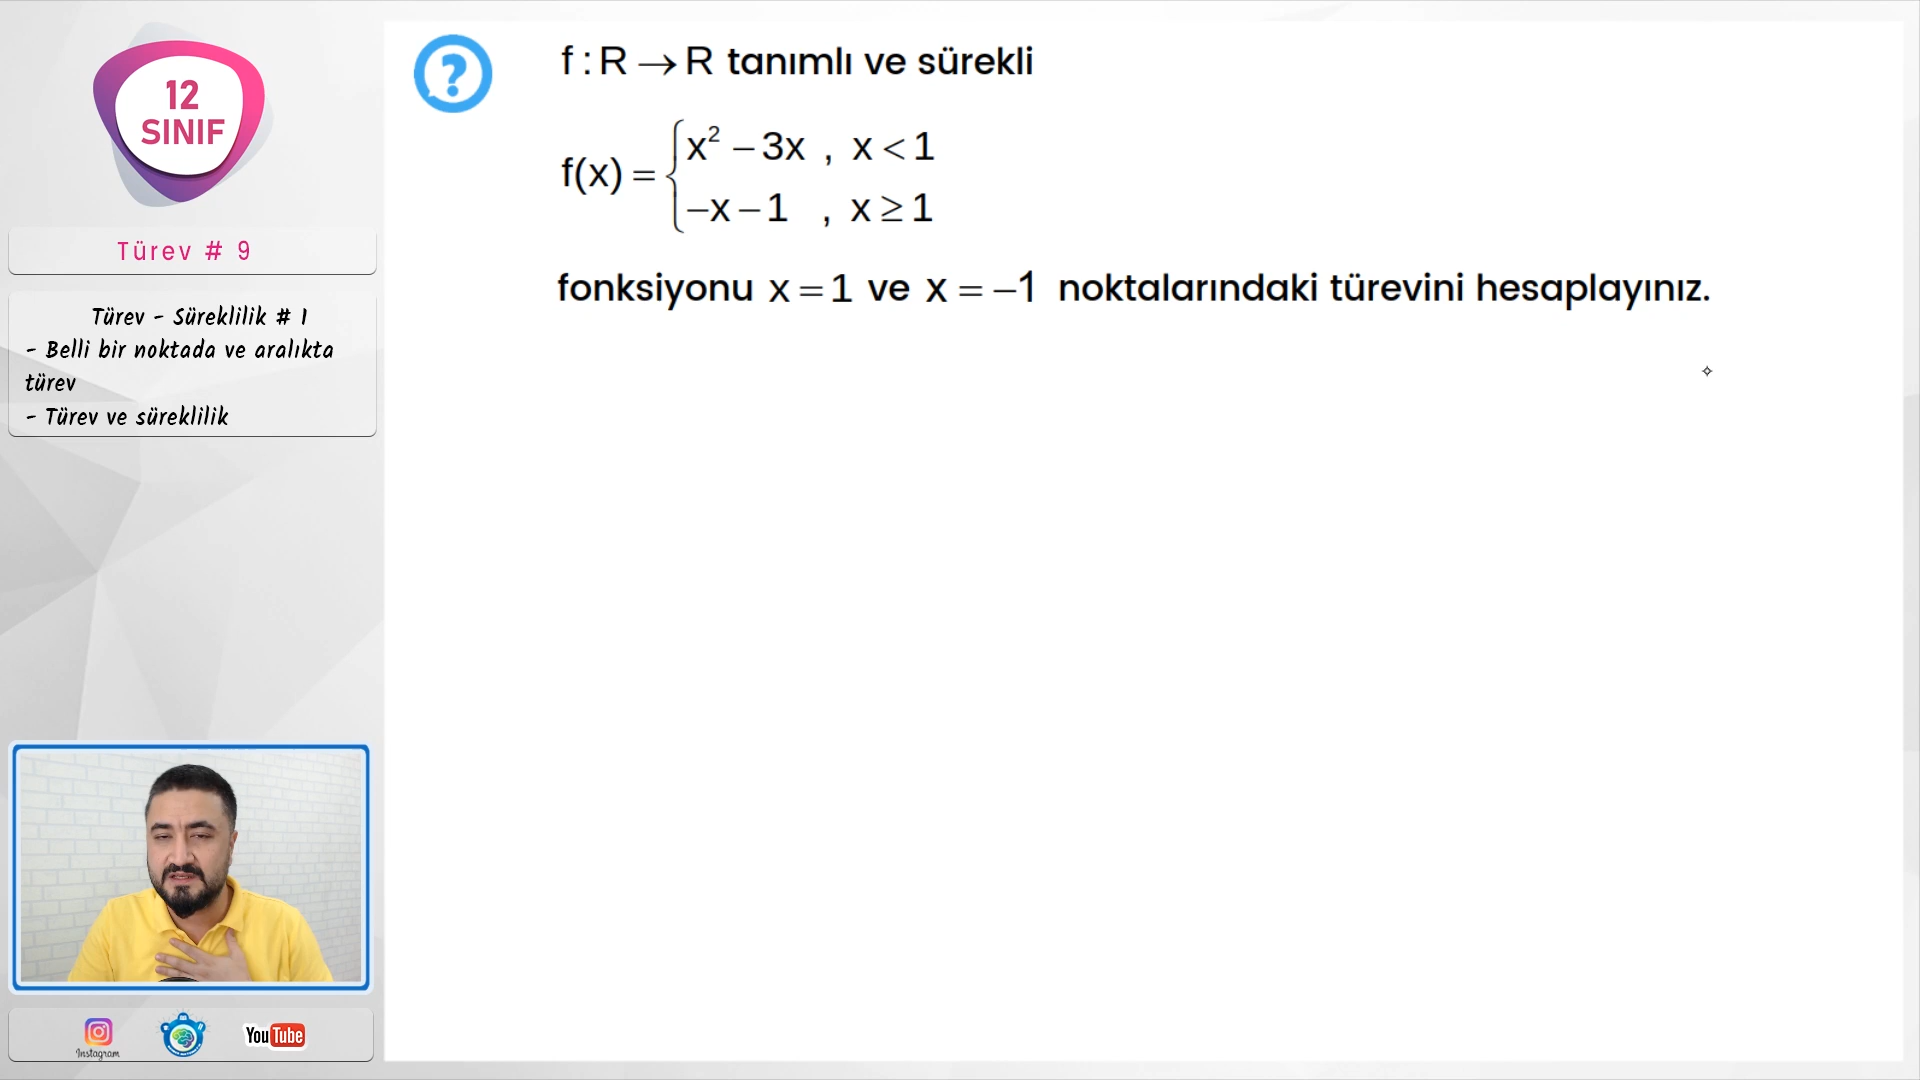 12
SINIF
Türev # 9
Türev - Süreklilik # 1
- Belli bir noktada ve aralıkta
türev
- Türev ve süreklilik
Instagram
YouTube
?
f : R → R tanımlı ve sürekli
f(x) = { x² − 3x , x < 1
−x − 1 , x ≥ 1
fonksiyonu x = 1 ve x = −1 noktalarındaki türevini hesaplayınız.